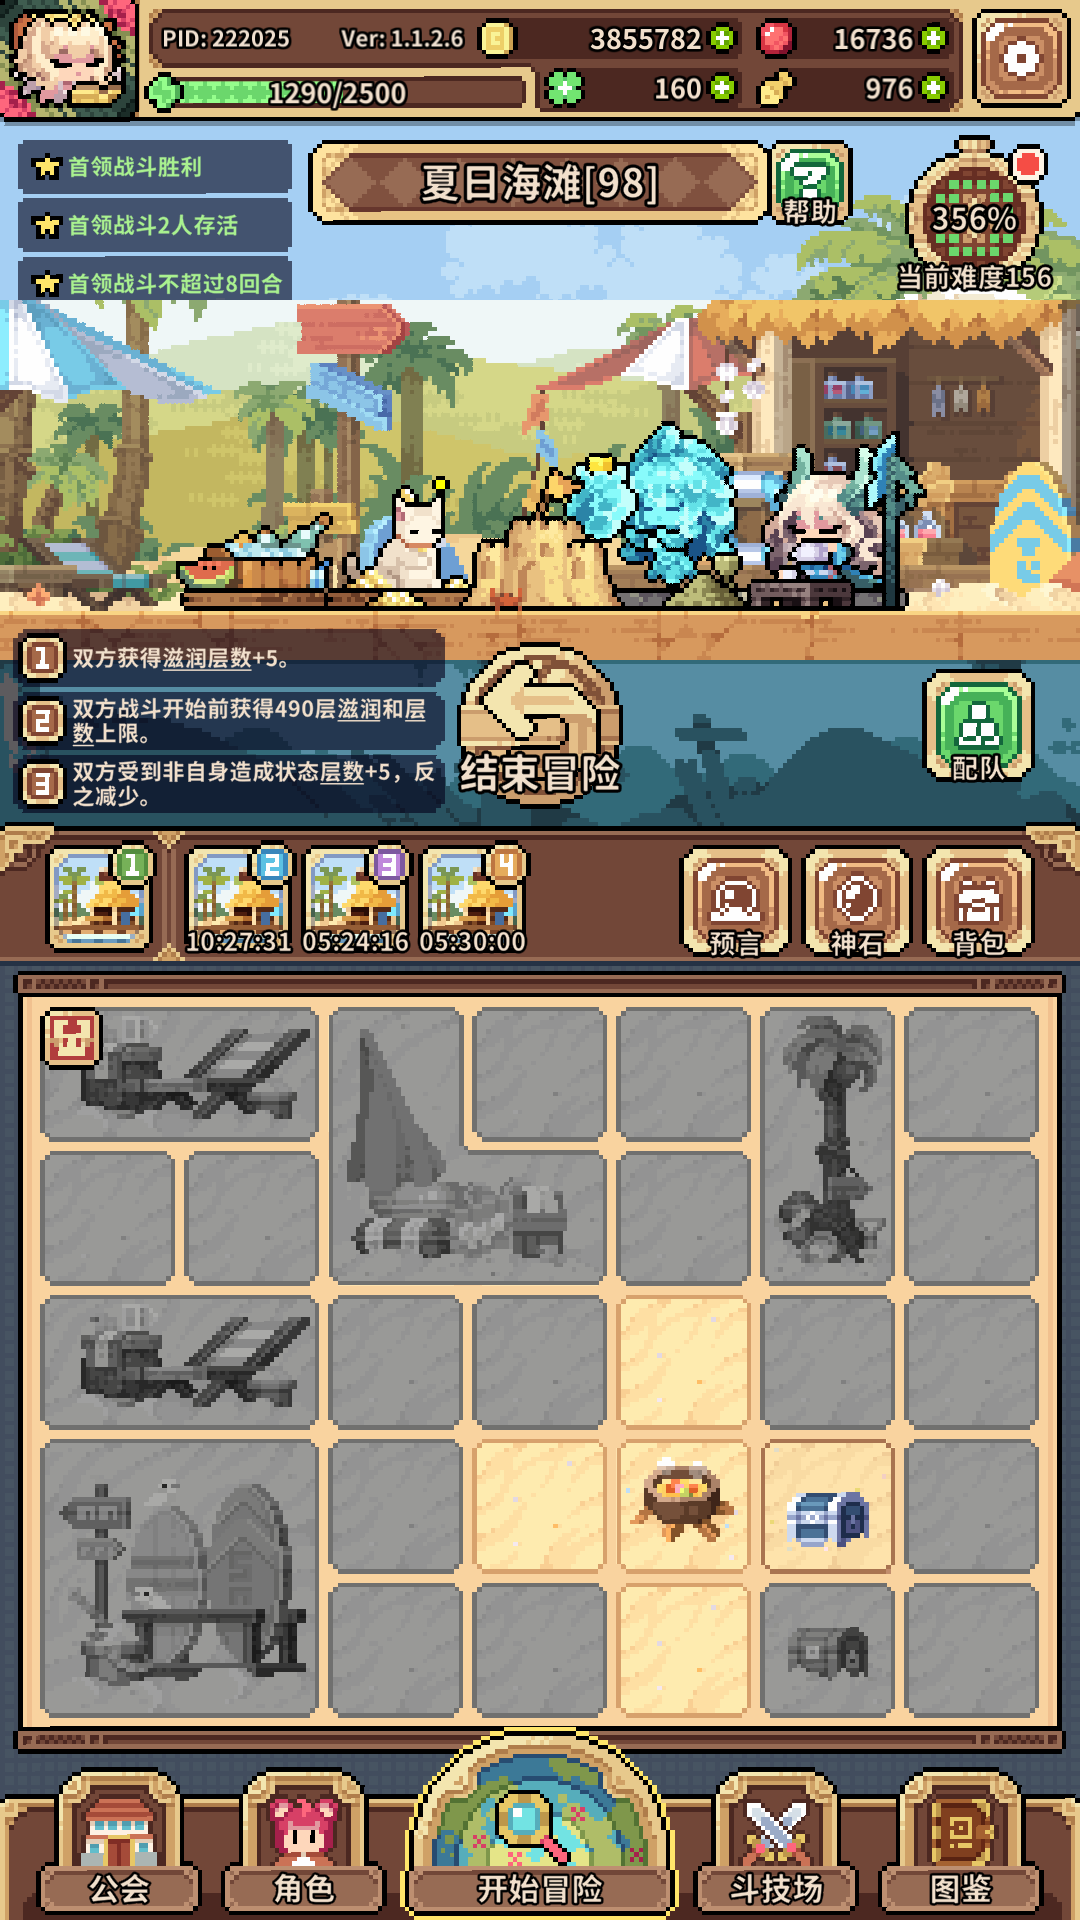 PID: 222025 Ver: 1.1.2.6 3855782 16736
1290/2500 160 976
首领战斗胜利
首领战斗2人存活
首领战斗不超过8回合
夏日海滩[98]
帮助
356%
当前难度156
1 双方获得滋润层数+5。
2 双方战斗开始前获得490层滋润和层
数上限。
3 双方受到非自身造成状态层数+5，反
之减少。
结束冒险
配队
1 2 3 4
10:27:31 05:24:16 05:30:00
预言 神石 背包
公会 角色 开始冒险 斗技场 图鉴